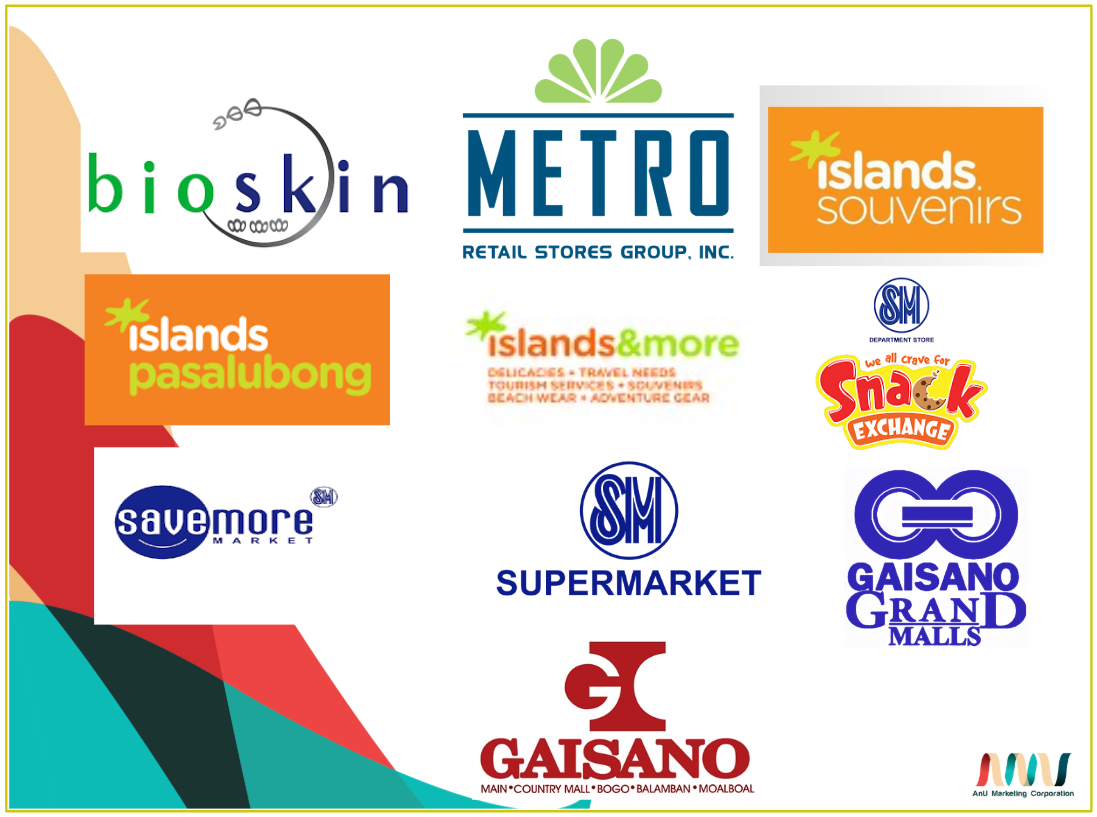 bioskin
METRO
RETAIL STORES GROUP, INC.
islands
souvenirs
islands
pasalubong
islands&more
DELICACIES + TRAVEL NEEDS
TOURISM SERVICES + SOUVENIRS
BEACH WEAR + ADVENTURE GEAR
SM
DEPARTMENT STORE
we all crave for
Snack
EXCHANGE
savemore SM
MARKET
SM
SUPERMARKET
GAISANO
GRAND
MALLS
G
GAISANO
MAIN•COUNTRY MALL•BOGO•BALAMBAN•MOALBOAL
AnU Marketing Corporation